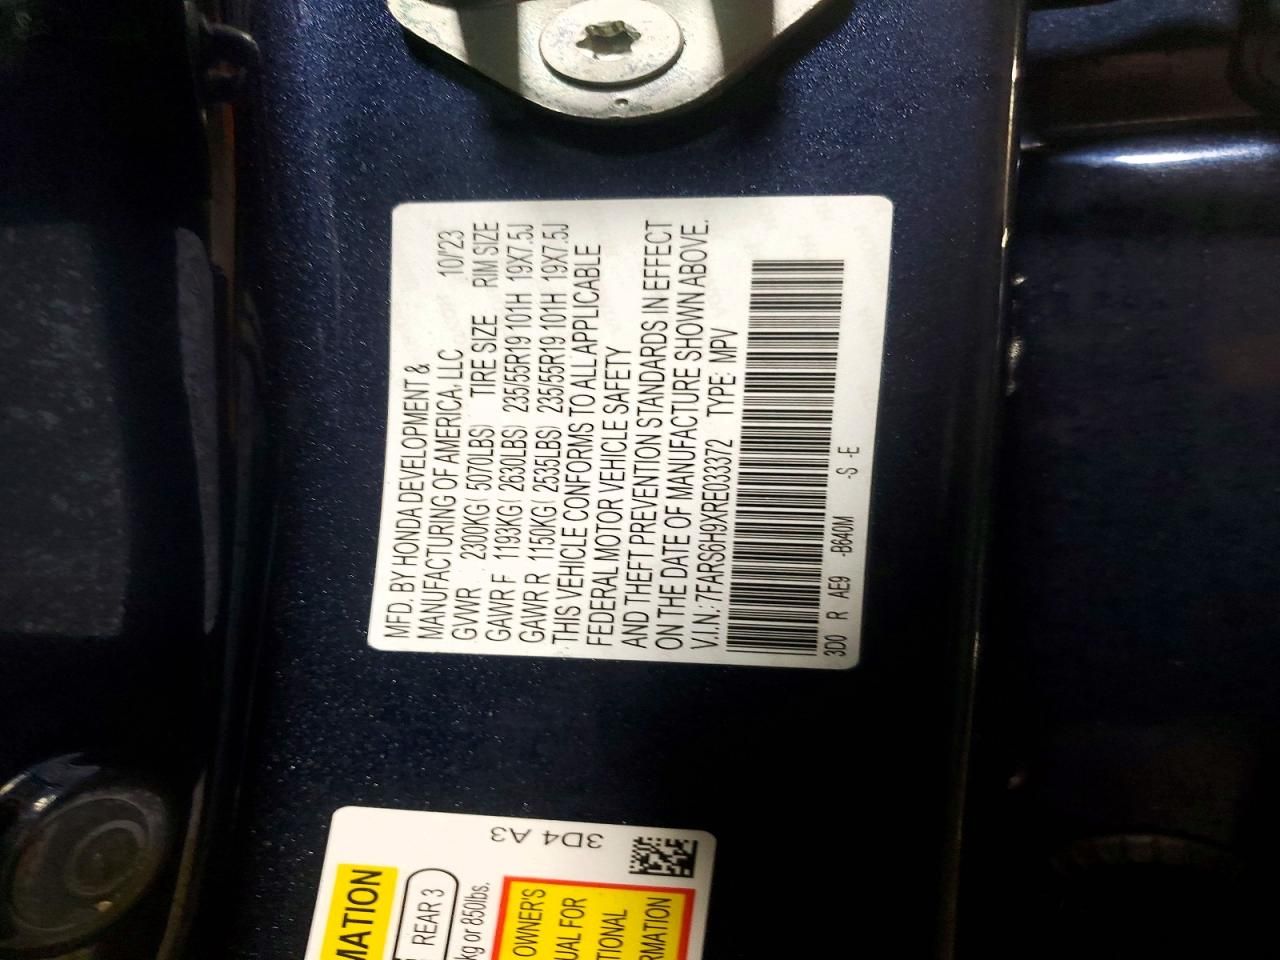 MFD. BY HONDA DEVELOPMENT &
MANUFACTURING OF AMERICA, LLC 10/23
GVWR 2300KG( 5070LBS) TIRE SIZE RIM SIZE
GAWR F 1193KG( 2630LBS) 235/55R19 101H 19X7.5J
GAWR R 1150KG( 2535LBS) 235/55R19 101H 19X7.5J
THIS VEHICLE CONFORMS TO ALL APPLICABLE
FEDERAL MOTOR VEHICLE SAFETY
AND THEFT PREVENTION STANDARDS IN EFFECT
ON THE DATE OF MANUFACTURE SHOWN ABOVE.
V.I.N.: 7FARS6H9XRE033372 TYPE: MPV
3D0 R AE9 -B640M -S -E
3D4 A3
MATION
REAR 3
kg or 850lbs.
OWNER'S
UAL FOR
TIONAL
RMATION